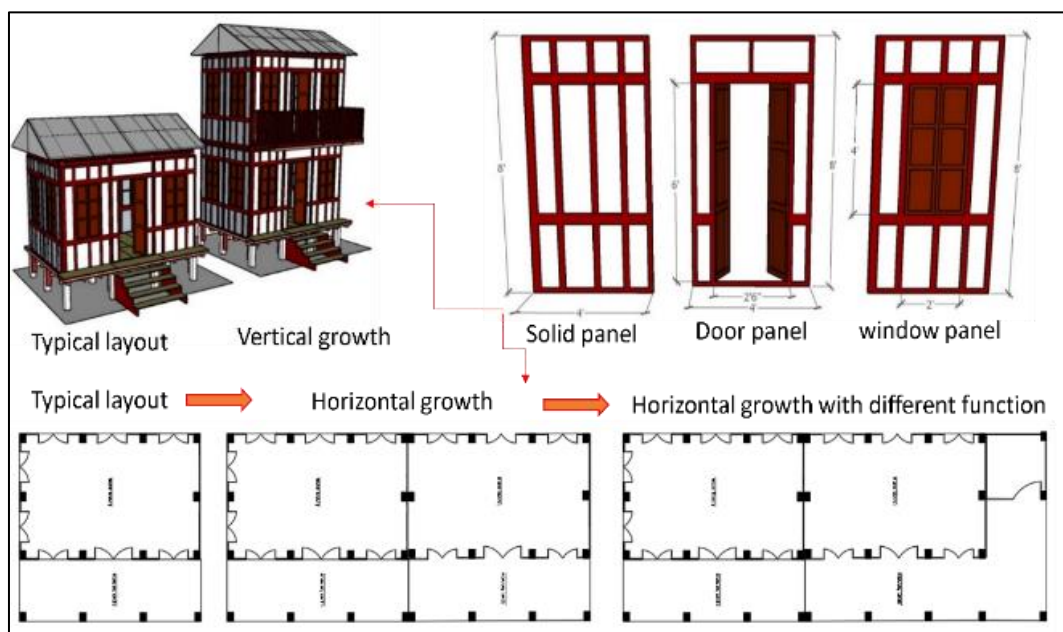 Typical layout
Vertical growth
Solid panel
Door panel
window panel
8'
4'
6'
2'6"
4'
8'
4'
2'
8'
Typical layout
Horizontal growth
Horizontal growth with different function